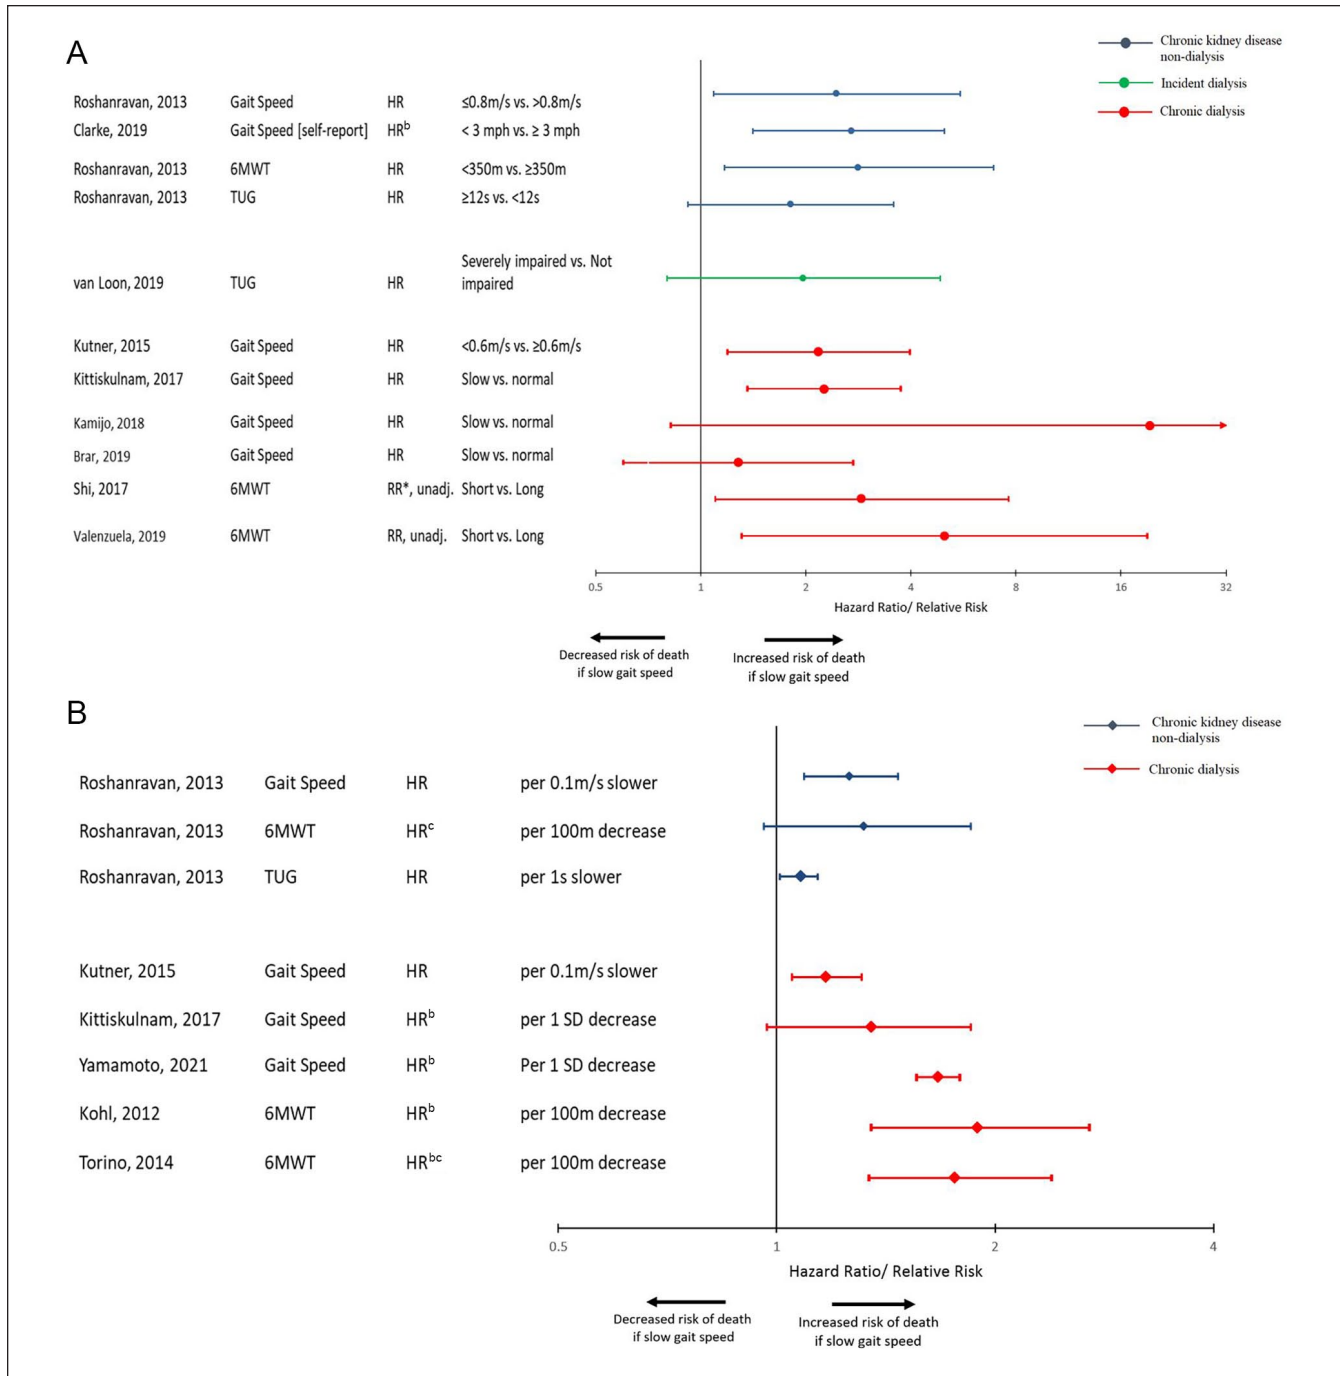 A
Chronic kidney disease
non-dialysis
Incident dialysis
Chronic dialysis
Roshanravan, 2013 Gait Speed HR ≤0.8m/s vs. >0.8m/s
Clarke, 2019 Gait Speed [self-report] HRᵇ < 3 mph vs. ≥ 3 mph
Roshanravan, 2013 6MWT HR <350m vs. ≥350m
Roshanravan, 2013 TUG HR ≥12s vs. <12s
Severely impaired vs. Not
van Loon, 2019 TUG HR impaired
Kutner, 2015 Gait Speed HR <0.6m/s vs. ≥0.6m/s
Kittiskulnam, 2017 Gait Speed HR Slow vs. normal
Kamijo, 2018 Gait Speed HR Slow vs. normal
Brar, 2019 Gait Speed HR Slow vs. normal
Shi, 2017 6MWT RR*, unadj. Short vs. Long
Valenzuela, 2019 6MWT RR, unadj. Short vs. Long
0.5 1 2 4 8 16 32
Hazard Ratio/ Relative Risk
Decreased risk of death
if slow gait speed
Increased risk of death
if slow gait speed
B
Chronic kidney disease
non-dialysis
Chronic dialysis
Roshanravan, 2013 Gait Speed HR per 0.1m/s slower
Roshanravan, 2013 6MWT HRᶜ per 100m decrease
Roshanravan, 2013 TUG HR per 1s slower
Kutner, 2015 Gait Speed HR per 0.1m/s slower
Kittiskulnam, 2017 Gait Speed HRᵇ per 1 SD decrease
Yamamoto, 2021 Gait Speed HRᵇ Per 1 SD decrease
Kohl, 2012 6MWT HRᵇ per 100m decrease
Torino, 2014 6MWT HRᵇᶜ per 100m decrease
0.5 1 2 4
Hazard Ratio/ Relative Risk
Decreased risk of death
if slow gait speed
Increased risk of death
if slow gait speed